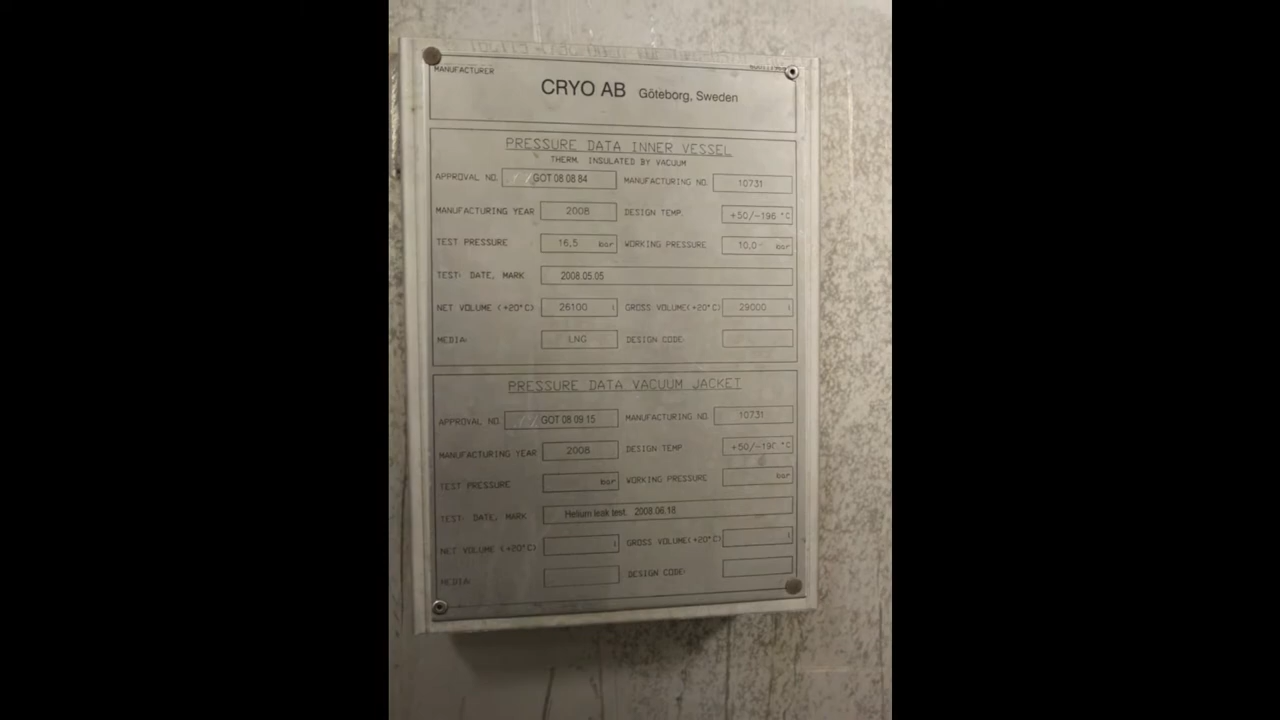 MANUFACTURER
CRYO AB Göteborg, Sweden
PRESSURE DATA INNER VESSEL
THERM. INSULATED BY VACUUM
APPROVAL NO. GOT 08 08 84 MANUFACTURING NO. 10731
MANUFACTURING YEAR 2008 DESIGN TEMP. +50/-196 °C
TEST PRESSURE 16,5 bar WORKING PRESSURE 10,0 bar
TEST: DATE, MARK 2008.05.05
NET VOLUME (+20°C) 26100 l GROSS VOLUME(+20°C) 29000 l
MEDIA: LNG DESIGN CODE:
PRESSURE DATA VACUUM JACKET
APPROVAL NO. GOT 08 09 15 MANUFACTURING NO. 10731
MANUFACTURING YEAR 2008 DESIGN TEMP °C
TEST PRESSURE bar WORKING PRESSURE bar
TEST: DATE, MARK Helium leak test. 2008.06.18
NET VOLUME (+20°C) l GROSS VOLUME(+20°C) l
MEDIA: DESIGN CODE: